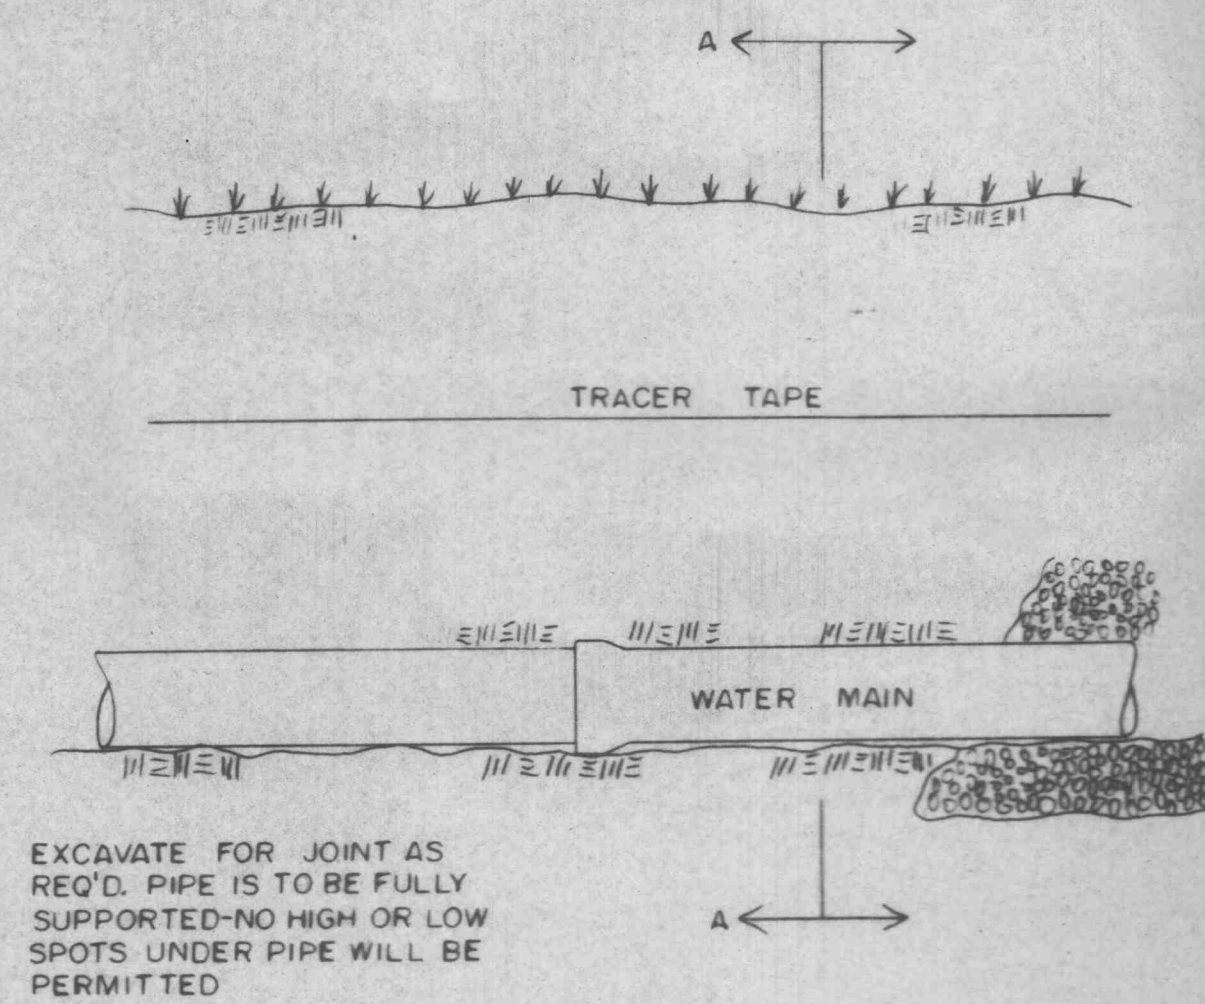 A
TRACER TAPE
WATER MAIN
EXCAVATE FOR JOINT AS
REQ'D. PIPE IS TO BE FULLY
SUPPORTED-NO HIGH OR LOW
SPOTS UNDER PIPE WILL BE
PERMITTED
A